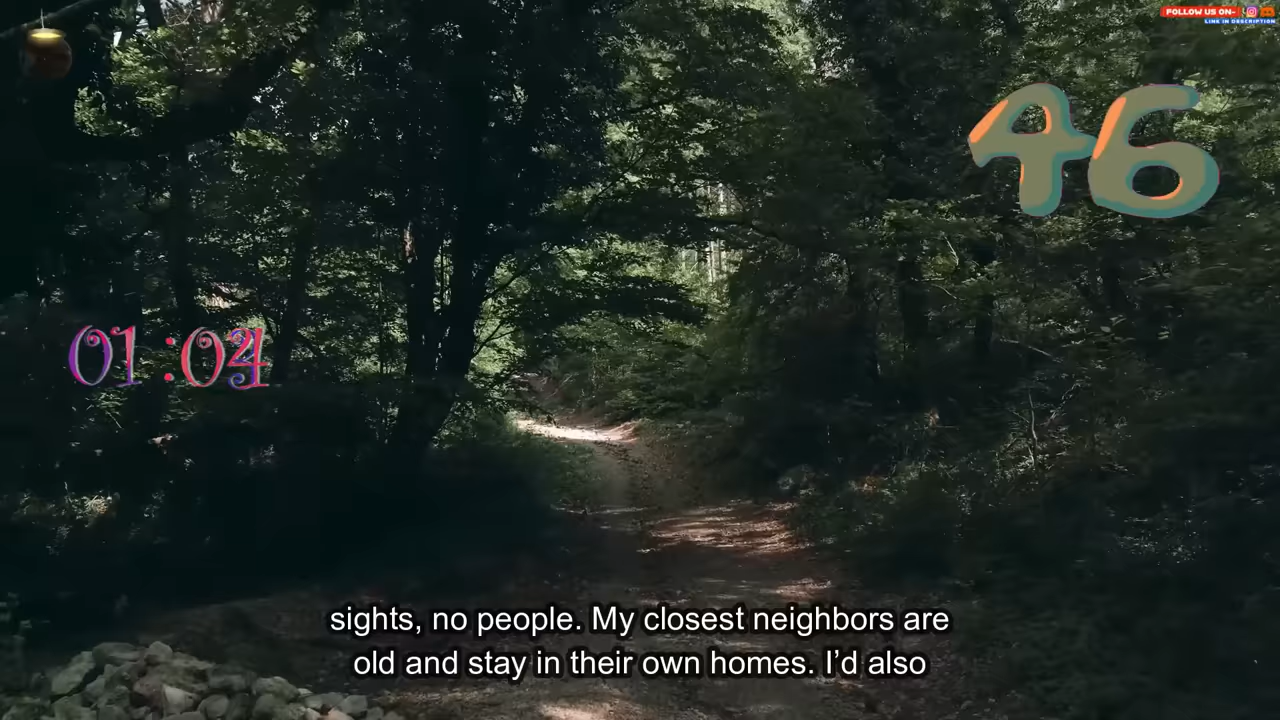 FOLLOW US ON-
LINK IN DESCRIPTION
46
01:04
sights, no people. My closest neighbors are
old and stay in their own homes. I’d also